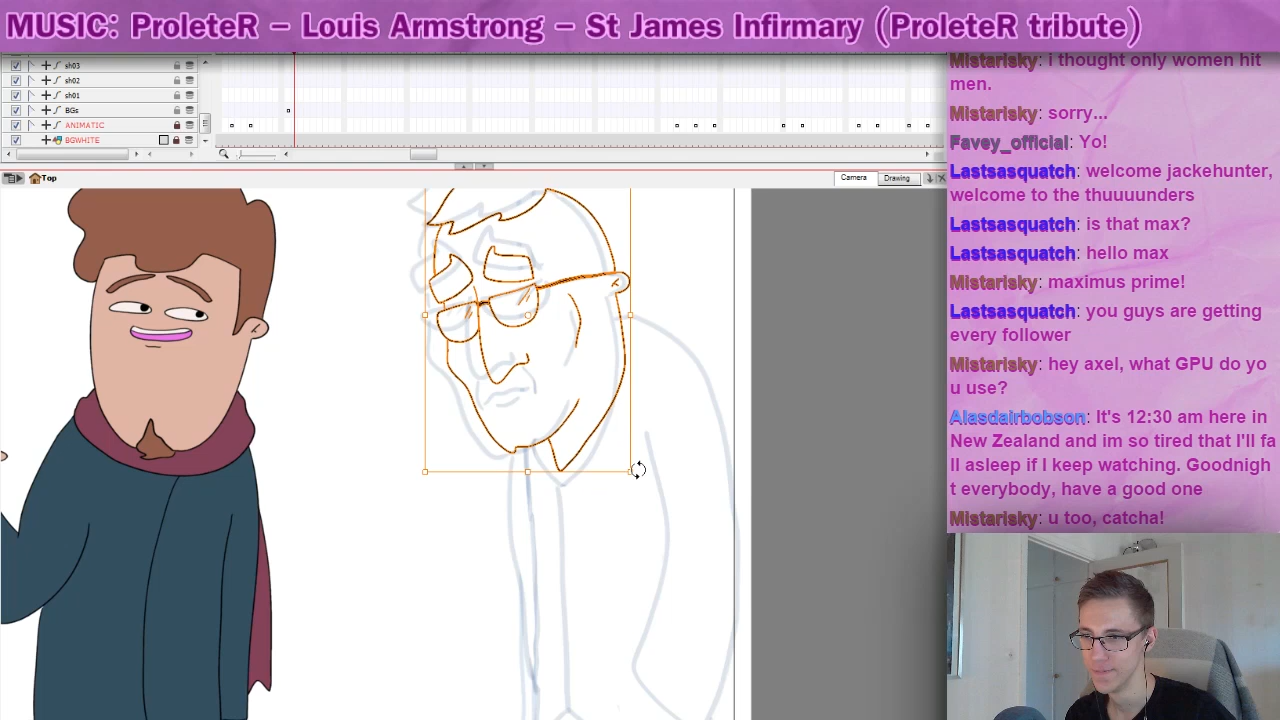 MUSIC: ProleteR – Louis Armstrong – St James Infirmary (ProleteR tribute)
sh03
sh02
sh01
BGs
ANIMATIC
BGWHITE
Top
Camera
Drawing
Mistarisky: i thought only women hit
men.
Mistarisky: sorry...
Favey_official: Yo!
Lastsasquatch: welcome jackehunter,
welcome to the thuuuunders
Lastsasquatch: is that max?
Lastsasquatch: hello max
Mistarisky: maximus prime!
Lastsasquatch: you guys are getting
every follower
Mistarisky: hey axel, what GPU do yo
u use?
Alasdairbobson: It's 12:30 am here in
New Zealand and im so tired that I'll fa
ll asleep if I keep watching. Goodnigh
t everybody, have a good one
Mistarisky: u too, catcha!